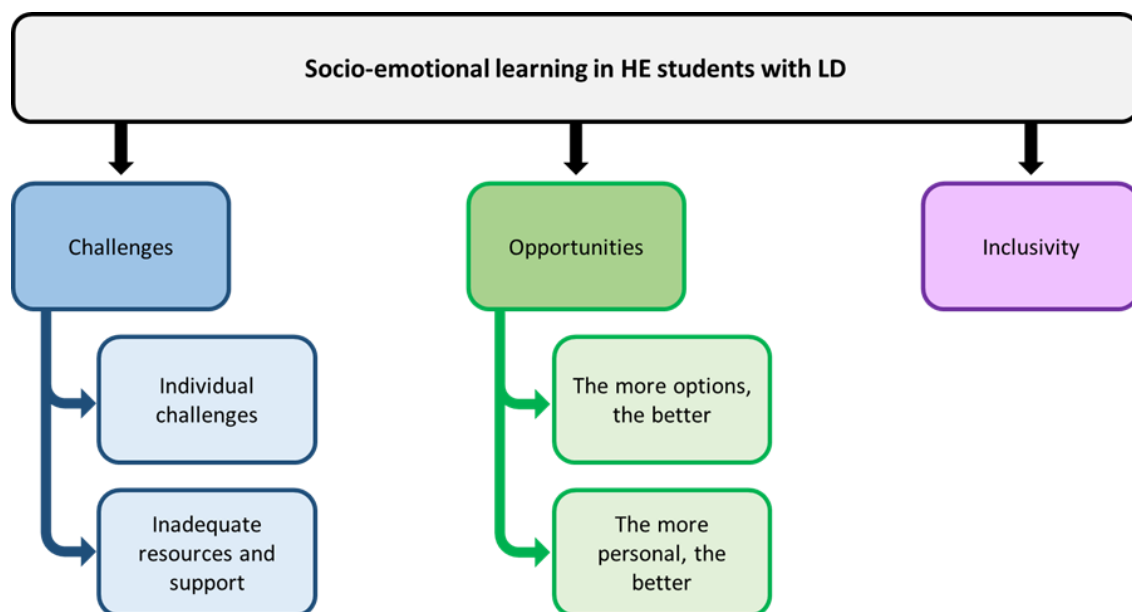 Socio-emotional learning in HE students with LD
Challenges
Opportunities
Inclusivity
Individual
challenges
The more options,
the better
Inadequate
resources and
support
The more
personal, the
better